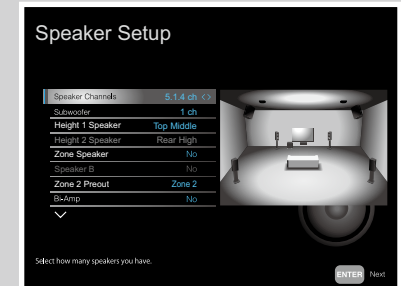 Speaker Setup
Speaker Channels 5.1.4 ch <>
Subwoofer 1 ch
Height 1 Speaker Top Middle
Height 2 Speaker Rear High
Zone Speaker No
Speaker B No
Zone 2 Preout Zone 2
Bi-Amp No
Select how many speakers you have.
ENTER Next